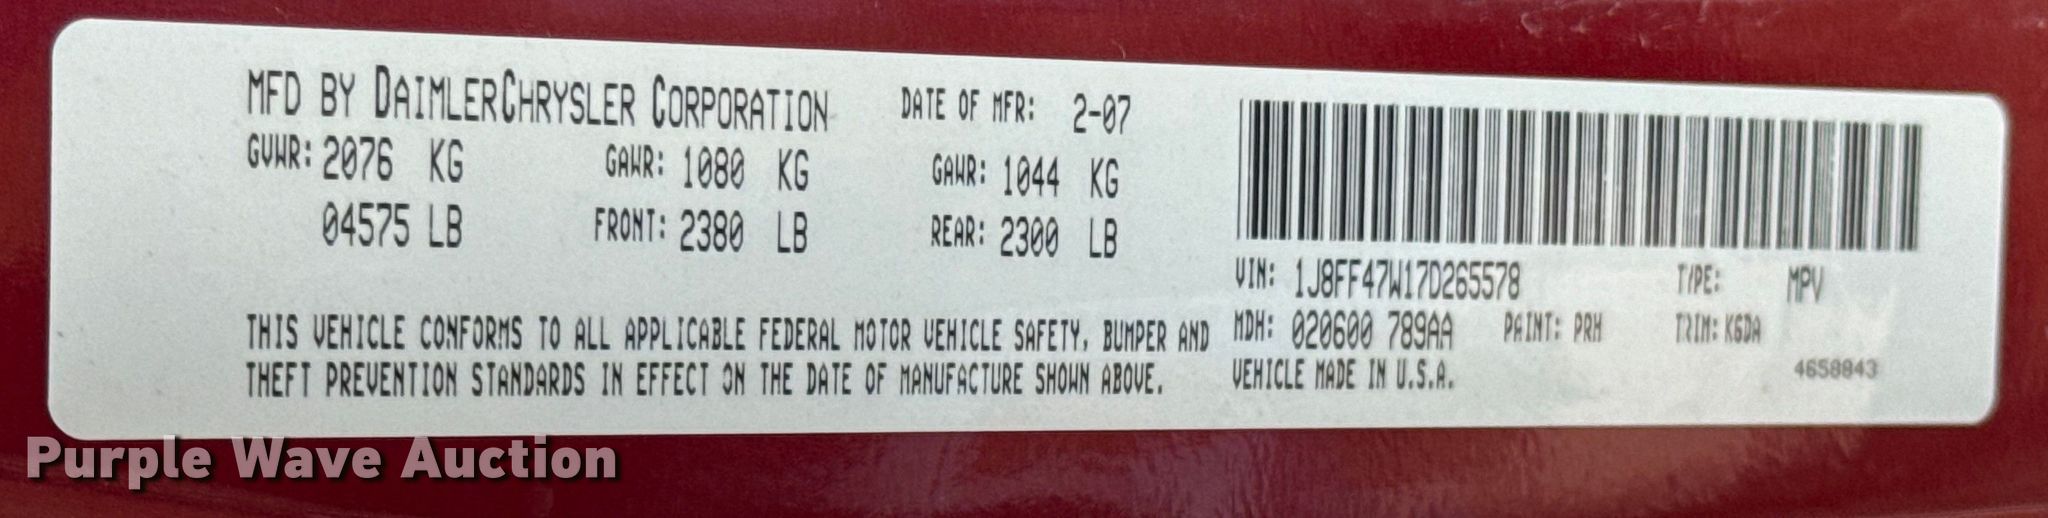 MFD BY DAIMLERCHRYSLER CORPORATION DATE OF MFR: 2-07
GVWR: 2076 KG GAWR: 1080 KG GAWR: 1044 KG
04575 LB FRONT: 2380 LB REAR: 2300 LB
VIN: 1J8FF47W17D265578 TYPE: MPV
THIS VEHICLE CONFORMS TO ALL APPLICABLE FEDERAL MOTOR VEHICLE SAFETY, BUMPER AND
THEFT PREVENTION STANDARDS IN EFFECT ON THE DATE OF MANUFACTURE SHOWN ABOVE.
MDH: 020600 789AA PAINT: PRH TRIM: K6DA
VEHICLE MADE IN U.S.A. 4658843
Purple Wave Auction